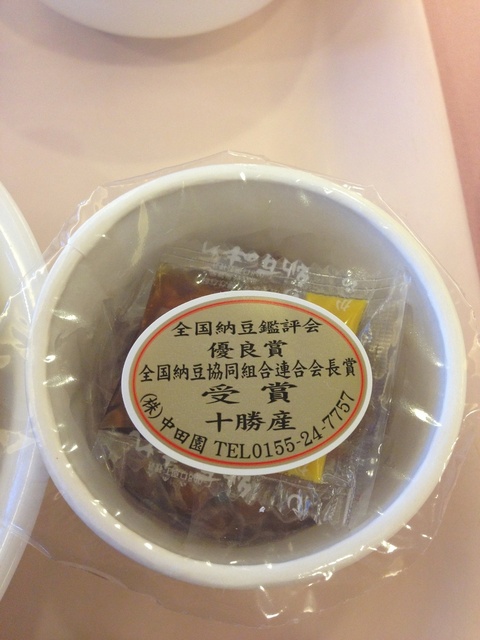 全国納豆鑑評会
優良賞
全国納豆協同組合連合会長賞
受賞
十勝産
(株)中田園 TEL0155-24-7757